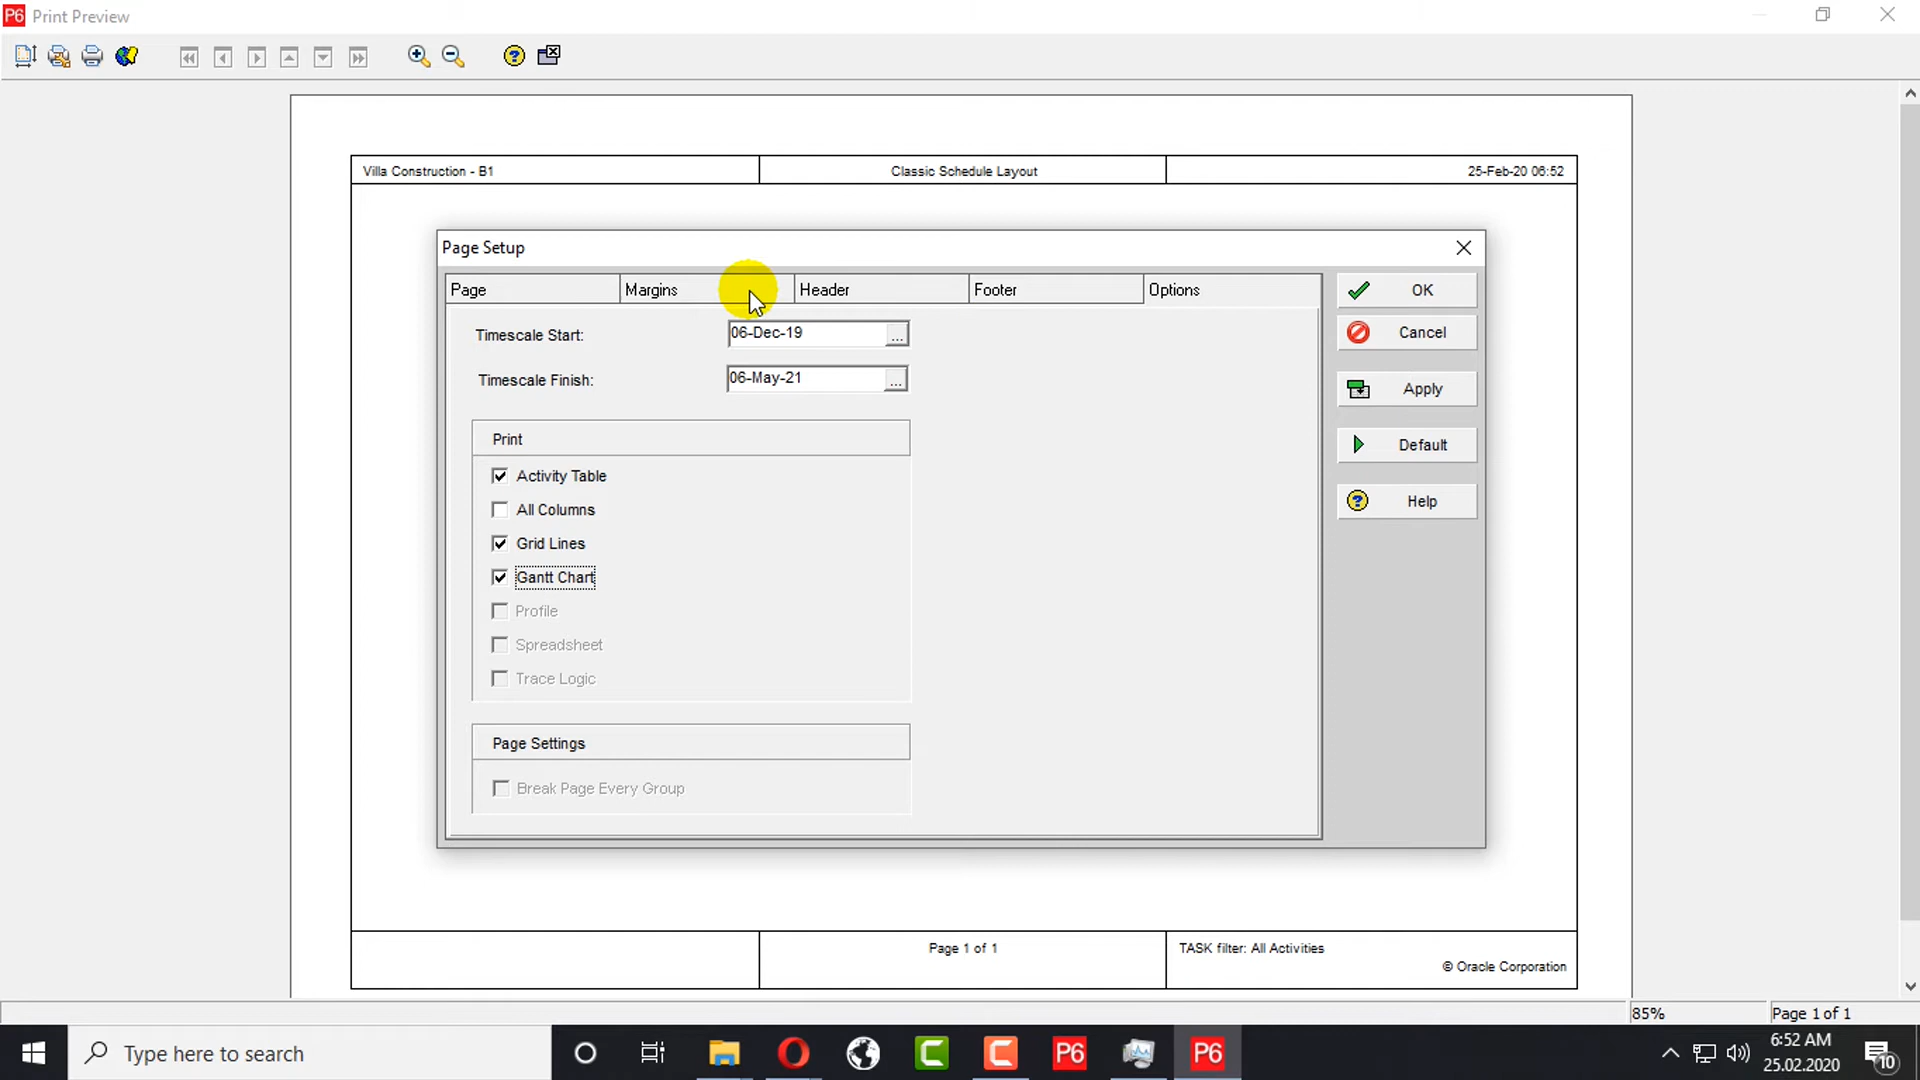 P6 Print Preview
Villa Construction - B1
Classic Schedule Layout
25-Feb-20 06:52
Page Setup
Page
Margins
Header
Footer
Options
Timescale Start:
06-Dec-19
...
Timescale Finish:
06-May-21
...
Print
Activity Table
All Columns
Grid Lines
Gantt Chart
Profile
Spreadsheet
Trace Logic
Page Settings
Break Page Every Group
OK
Cancel
Apply
Default
Help
Page 1 of 1
TASK filter: All Activities
© Oracle Corporation
85%
Page 1 of 1
Type here to search
P6
P6
6:52 AM
25.02.2020
10